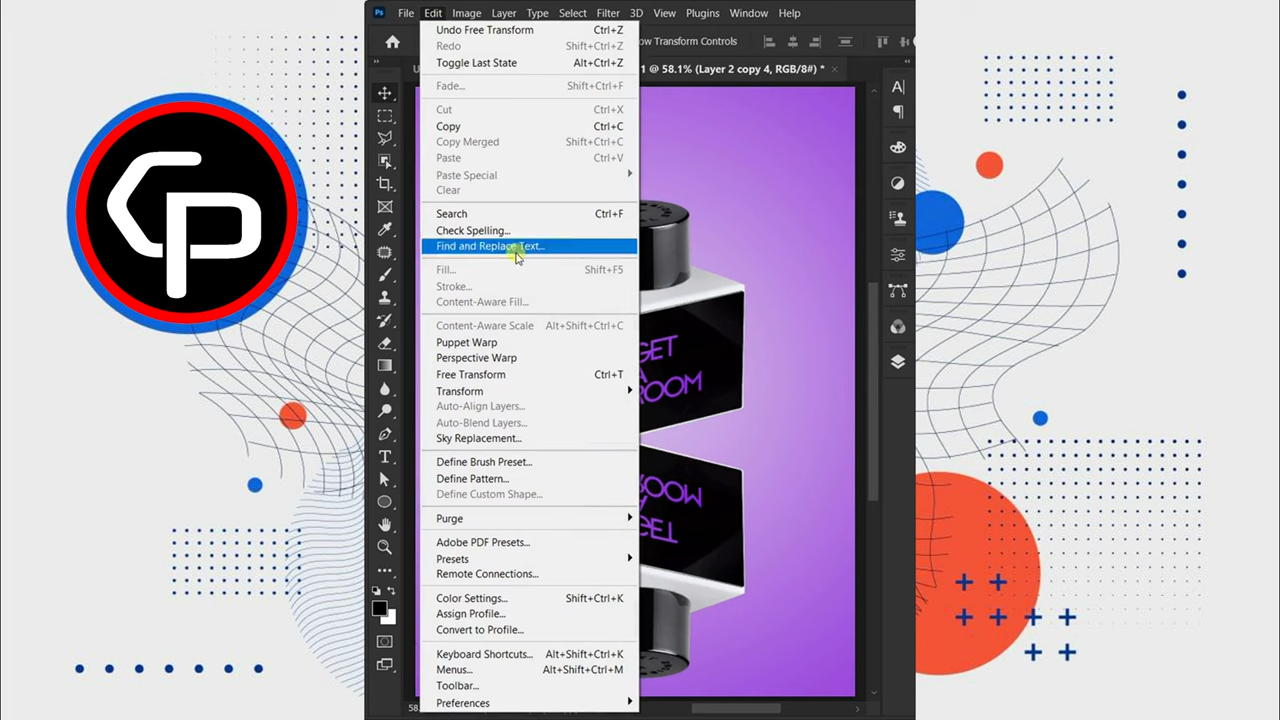 Ps File Edit Image Layer Type Select Filter 3D View Plugins Window Help
ow Transform Controls
1 @ 58.1% (Layer 2 copy 4, RGB/8#) * ×
Undo Free Transform Ctrl+Z
Redo Shift+Ctrl+Z
Toggle Last State Alt+Ctrl+Z
Fade... Shift+Ctrl+F
Cut Ctrl+X
Copy Ctrl+C
Copy Merged Shift+Ctrl+C
Paste Ctrl+V
Paste Special
Clear
Search Ctrl+F
Check Spelling...
Find and Replace Text...
Fill... Shift+F5
Stroke...
Content-Aware Fill...
Content-Aware Scale Alt+Shift+Ctrl+C
Puppet Warp
Perspective Warp
Free Transform Ctrl+T
Transform
Auto-Align Layers...
Auto-Blend Layers...
Sky Replacement...
Define Brush Preset...
Define Pattern...
Define Custom Shape...
Purge
Adobe PDF Presets...
Presets
Remote Connections...
Color Settings... Shift+Ctrl+K
Assign Profile...
Convert to Profile...
Keyboard Shortcuts... Alt+Shift+Ctrl+K
Menus... Alt+Shift+Ctrl+M
Toolbar...
Preferences
58.
GET
A
ROOM
ROOM
A
GET
CP